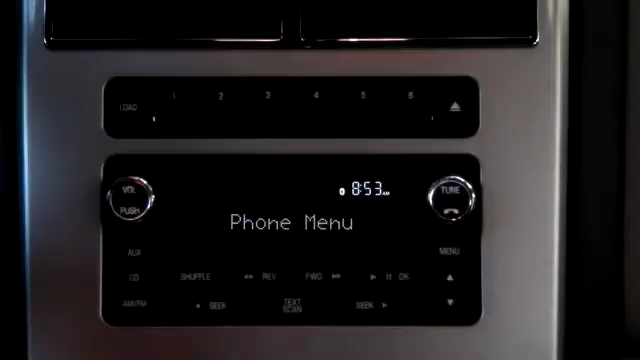 1 2 3 4 5 6
LOAD
8:53 AM
VOL TUNE
PUSH
Phone Menu
AUX MENU
CD SHUFFLE REV FWD OK
AM/FM SEEK TEXT SCAN SEEK